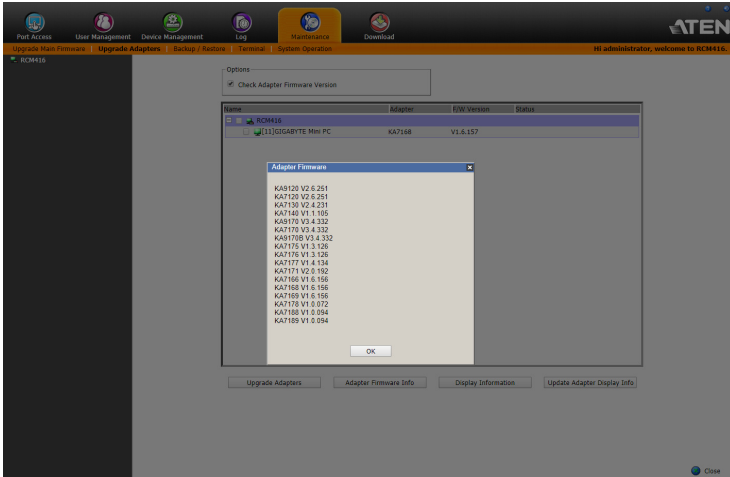 Port Access
User Management
Device Management
Log
Maintenance
Download
ATEN
Upgrade Main Firmware
Upgrade Adapters
Backup / Restore
Terminal
System Operation
Hi administrator, welcome to RCM416.
RCM416
Options
Check Adapter Firmware Version
Name
Adapter
F/W Version
Status
RCM416
[11]GIGABYTE Mini PC
KA7168
V1.6.157
Adapter Firmware
KA9120 V2.6.251
KA7120 V2.6.251
KA7130 V2.4.231
KA7140 V1.1.105
KA9170 V3.4.332
KA7170 V3.4.332
KA9170B V3.4.332
KA7175 V1.3.126
KA7176 V1.3.126
KA7177 V1.4.134
KA7171 V2.0.192
KA7166 V1.6.156
KA7168 V1.6.156
KA7169 V1.6.156
KA7178 V1.0.072
KA7188 V1.0.094
KA7189 V1.0.094
OK
Upgrade Adapters
Adapter Firmware Info
Display Information
Update Adapter Display Info
Close